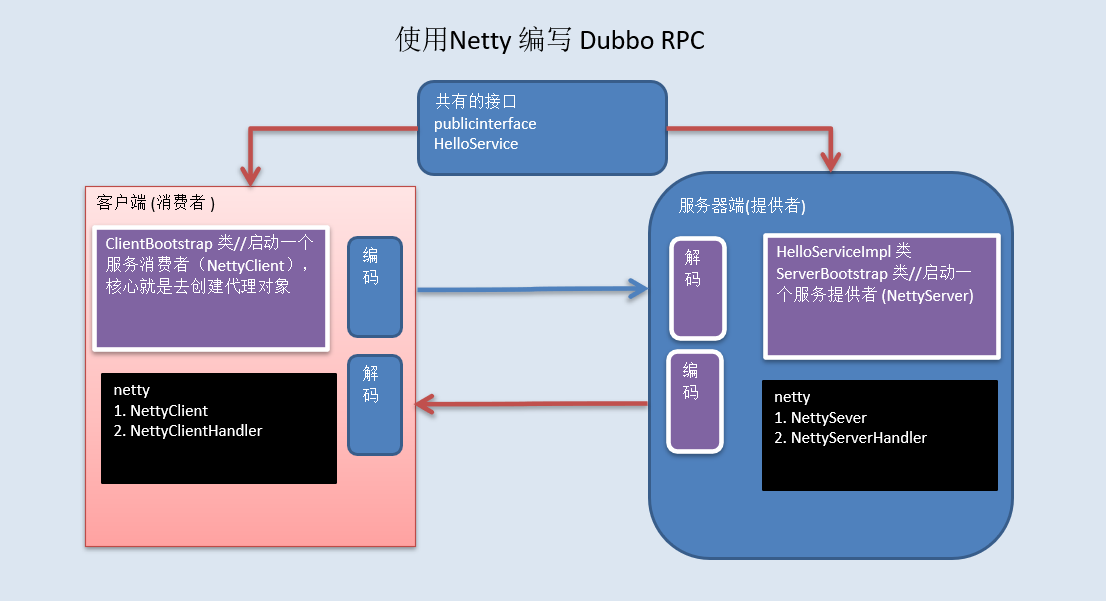 使用Netty 编写 Dubbo RPC
共有的接口
publicinterface
HelloService
客户端 (消费者 )
ClientBootstrap 类//启动一个
服务消费者（NettyClient），
核心就是去创建代理对象
编
码
解
码
netty
1. NettyClient
2. NettyClientHandler
服务器端(提供者)
解
码
编
码
HelloServiceImpl 类
ServerBootstrap 类//启动一
个服务提供者 (NettyServer)
netty
1. NettySever
2. NettyServerHandler